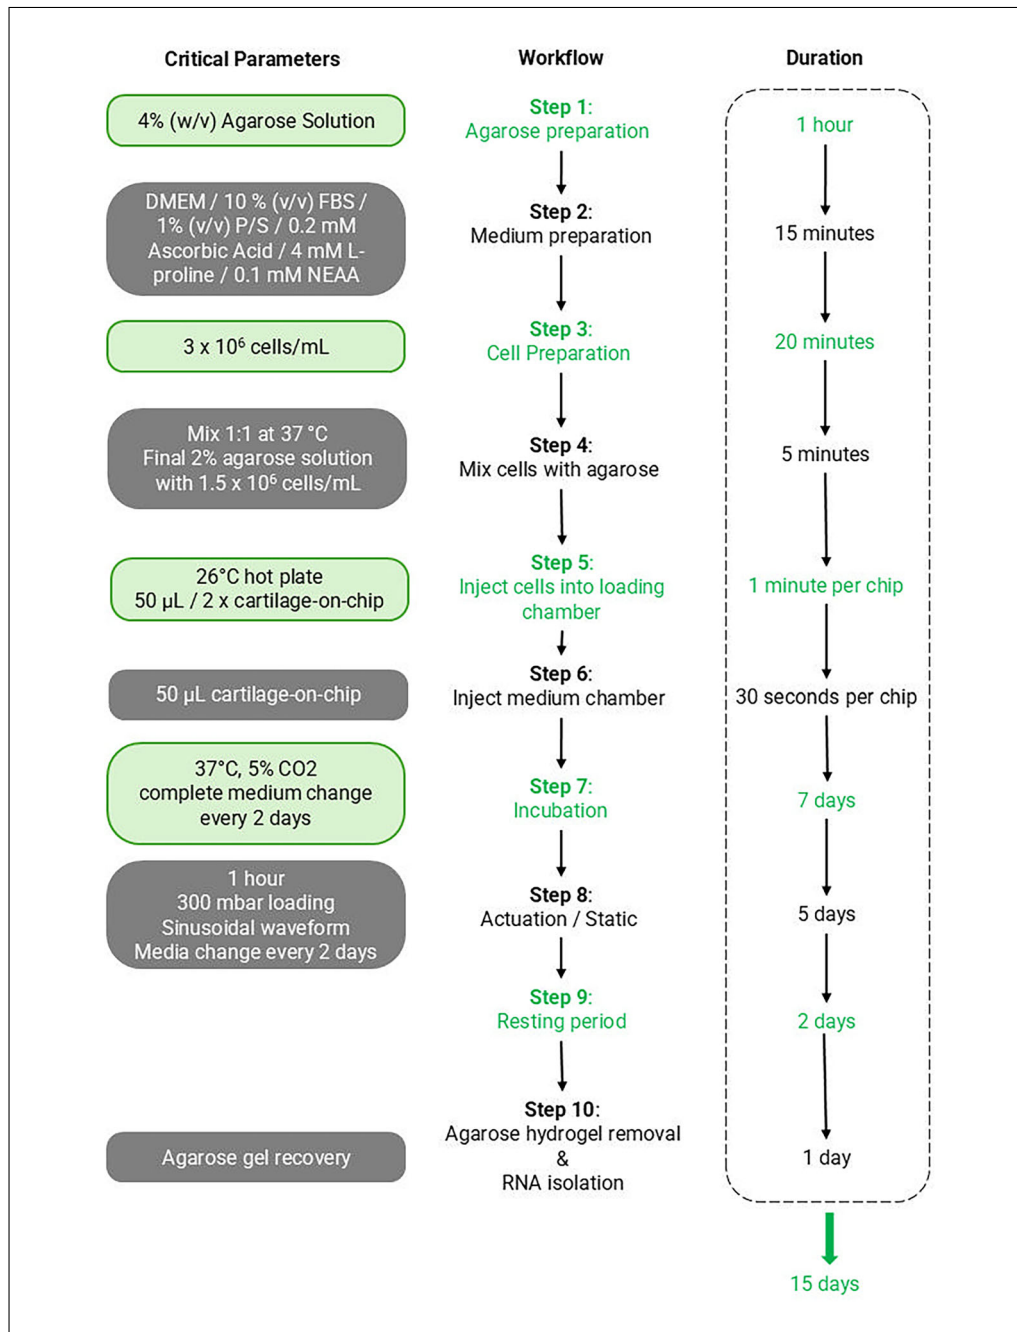 Critical Parameters
Workflow
Duration
4% (w/v) Agarose Solution
Step 1:
Agarose preparation
1 hour
DMEM / 10 % (v/v) FBS /
1% (v/v) P/S / 0.2 mM
Ascorbic Acid / 4 mM L-
proline / 0.1 mM NEAA
Step 2:
Medium preparation
15 minutes
3 x 10⁶ cells/mL
Step 3:
Cell Preparation
20 minutes
Mix 1:1 at 37 °C
Final 2% agarose solution
with 1.5 x 10⁶ cells/mL
Step 4:
Mix cells with agarose
5 minutes
26°C hot plate
50 µL / 2 x cartilage-on-chip
Step 5:
Inject cells into loading
chamber
1 minute per chip
50 µL cartilage-on-chip
Step 6:
Inject medium chamber
30 seconds per chip
37°C, 5% CO2
complete medium change
every 2 days
Step 7:
Incubation
7 days
1 hour
300 mbar loading
Sinusoidal waveform
Media change every 2 days
Step 8:
Actuation / Static
5 days
Step 9:
Resting period
2 days
Agarose gel recovery
Step 10:
Agarose hydrogel removal
&
RNA isolation
1 day
15 days